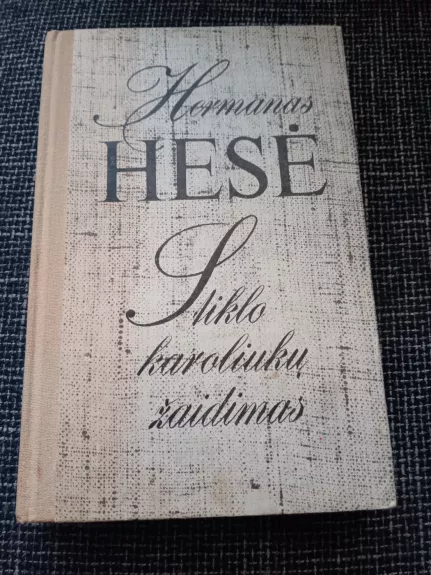 Hermanas
HESĖ
Stiklo
karoliukų
žaidimas